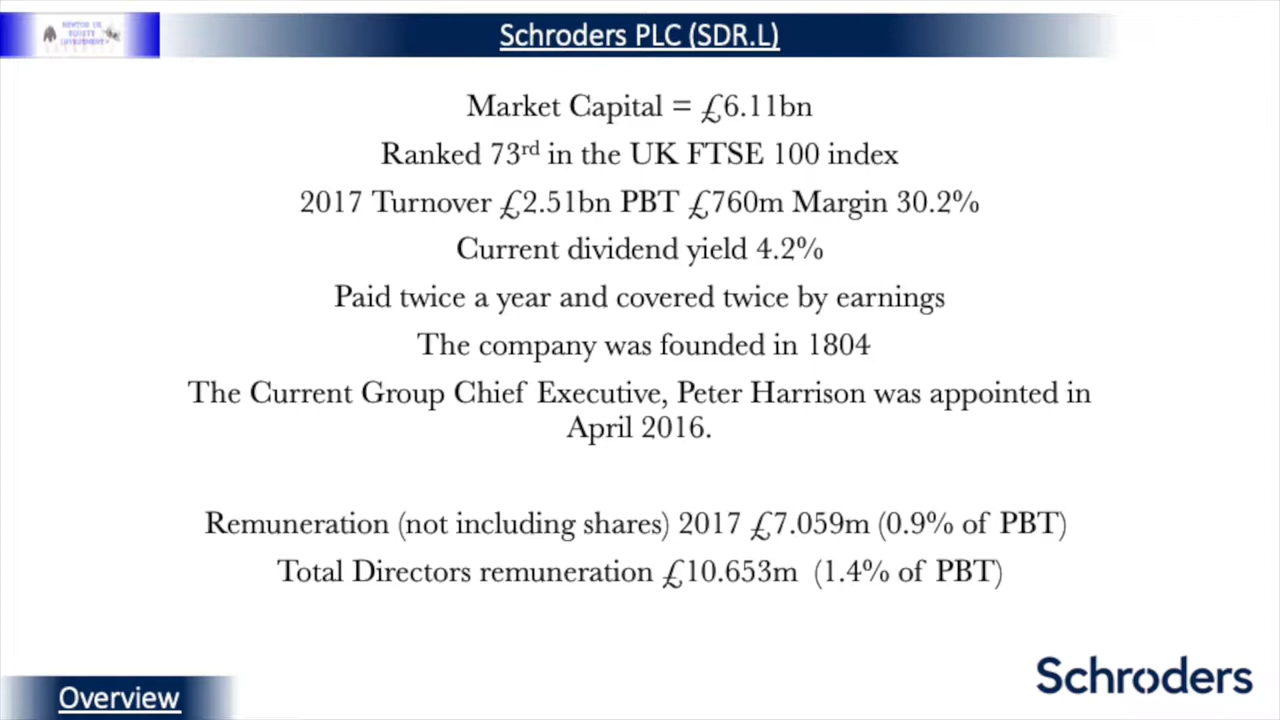 MENTOR UK
EQUITY
INVESTMENT
Schroders PLC (SDR.L)
Market Capital = £6.11bn
Ranked 73rd in the UK FTSE 100 index
2017 Turnover £2.51bn PBT £760m Margin 30.2%
Current dividend yield 4.2%
Paid twice a year and covered twice by earnings
The company was founded in 1804
The Current Group Chief Executive, Peter Harrison was appointed in
April 2016.
Remuneration (not including shares) 2017 £7.059m (0.9% of PBT)
Total Directors remuneration £10.653m (1.4% of PBT)
Schroders
Overview